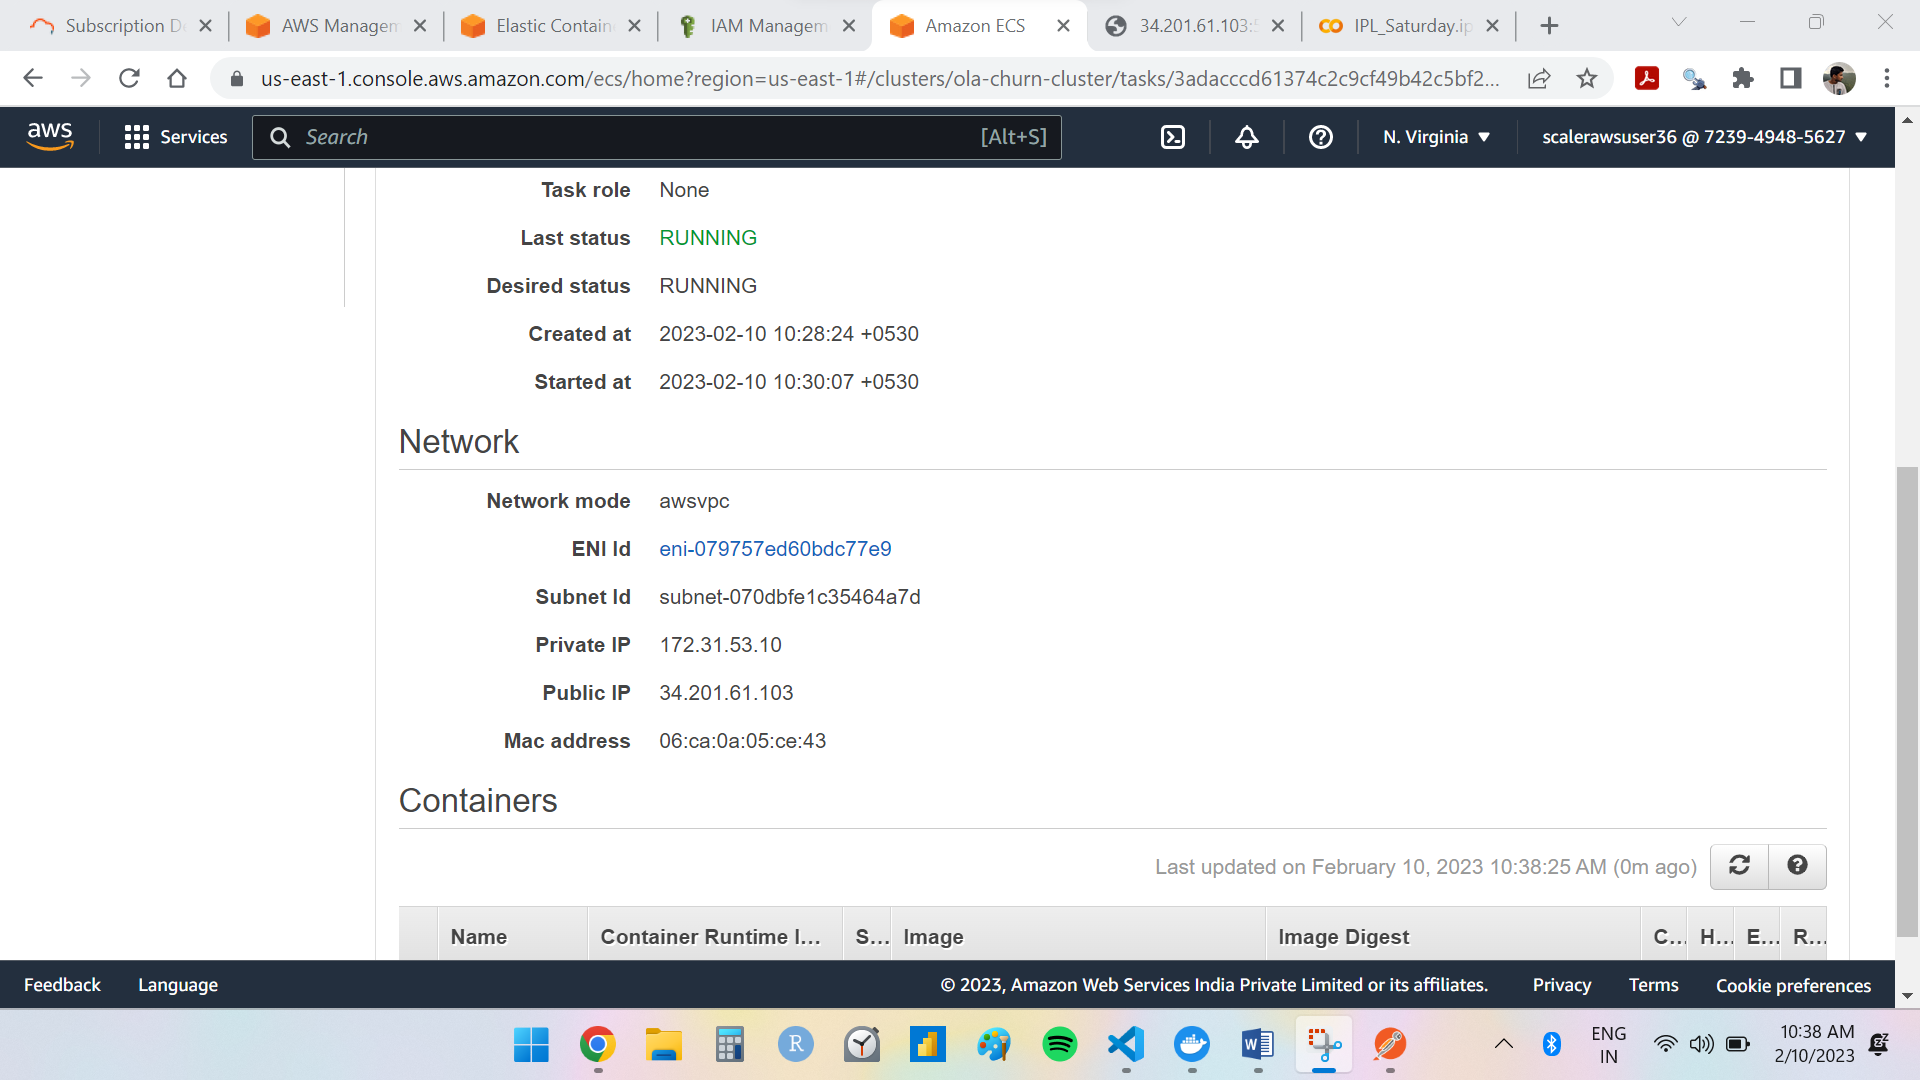 Subscription D
AWS Managem
Elastic Contain
IAM Managem
Amazon ECS
34.201.61.103:
IPL_Saturday.ip
us-east-1.console.aws.amazon.com/ecs/home?region=us-east-1#/clusters/ola-churn-cluster/tasks/3adacccd61374c2c9cf49b42c5bf2...
aws
Services
Search
[Alt+S]
N. Virginia
scalerawsuser36 @ 7239-4948-5627
Task role None
Last status RUNNING
Desired status RUNNING
Created at 2023-02-10 10:28:24 +0530
Started at 2023-02-10 10:30:07 +0530
Network
Network mode awsvpc
ENI Id eni-079757ed60bdc77e9
Subnet Id subnet-070dbfe1c35464a7d
Private IP 172.31.53.10
Public IP 34.201.61.103
Mac address 06:ca:0a:05:ce:43
Containers
Last updated on February 10, 2023 10:38:25 AM (0m ago)
Name Container Runtime I... S... Image Image Digest C... H... E... R...
Feedback Language © 2023, Amazon Web Services India Private Limited or its affiliates. Privacy Terms Cookie preferences
ENG
IN
10:38 AM
2/10/2023